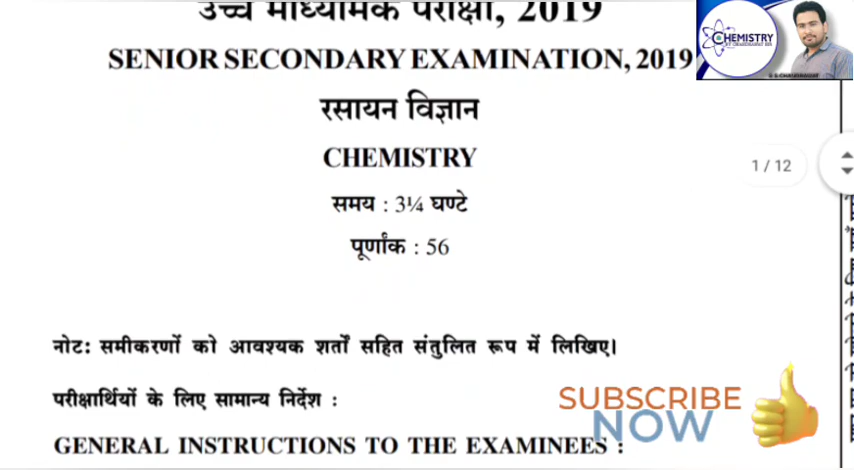 उच्च माध्यमिक परीक्षा, 2019
SENIOR SECONDARY EXAMINATION, 2019
CHEMISTRY
रसायन विज्ञान
CHEMISTRY
1 / 12
समय : 3¼ घण्टे
पूर्णांक : 56
नोट: समीकरणों को आवश्यक शर्तों सहित संतुलित रूप में लिखिए।
परीक्षार्थियों के लिए सामान्य निर्देश :
SUBSCRIBE
NOW
GENERAL INSTRUCTIONS TO THE EXAMINEES :